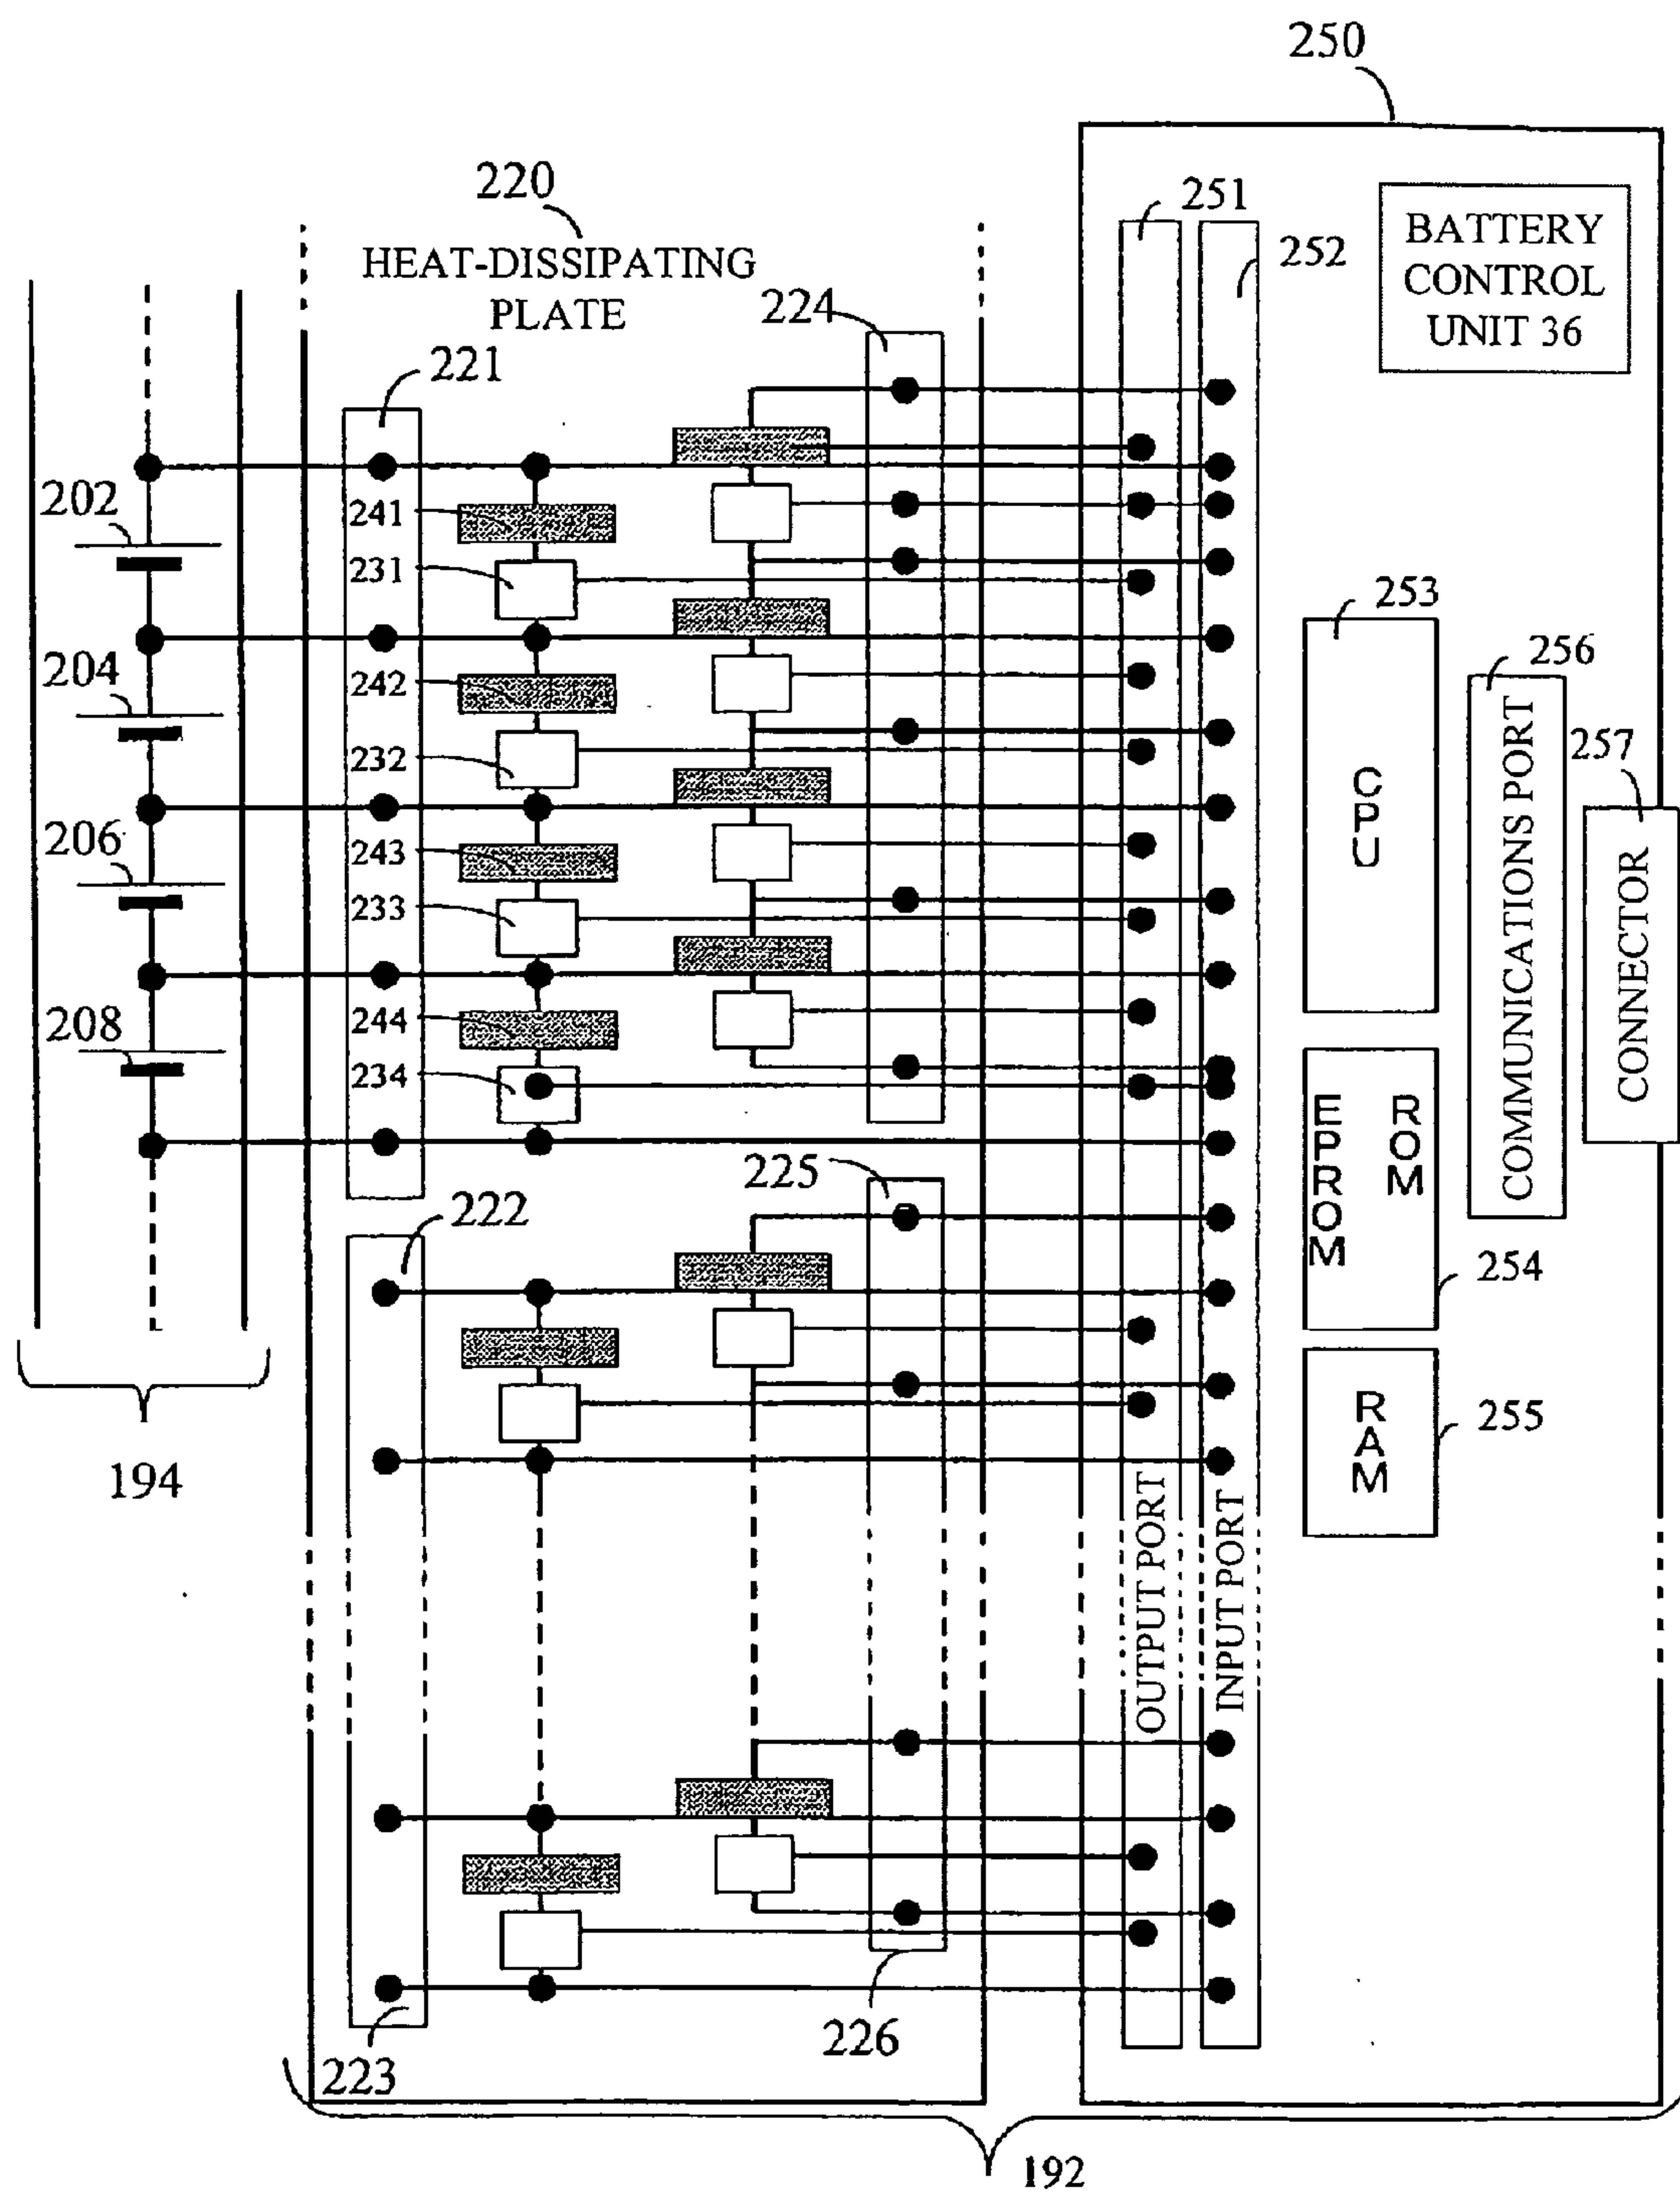 250
220
HEAT-DISSIPATING
PLATE
251
252
BATTERY
CONTROL
UNIT 36
224
221
202
241
231
253
204
242
256
232
257
206
243
233
CPU
COMMUNICATIONS PORT
CONNECTOR
208
244
234
EPROM
ROM
225
222
254
194
RAM
255
OUTPUT PORT
INPUT PORT
223
226
192